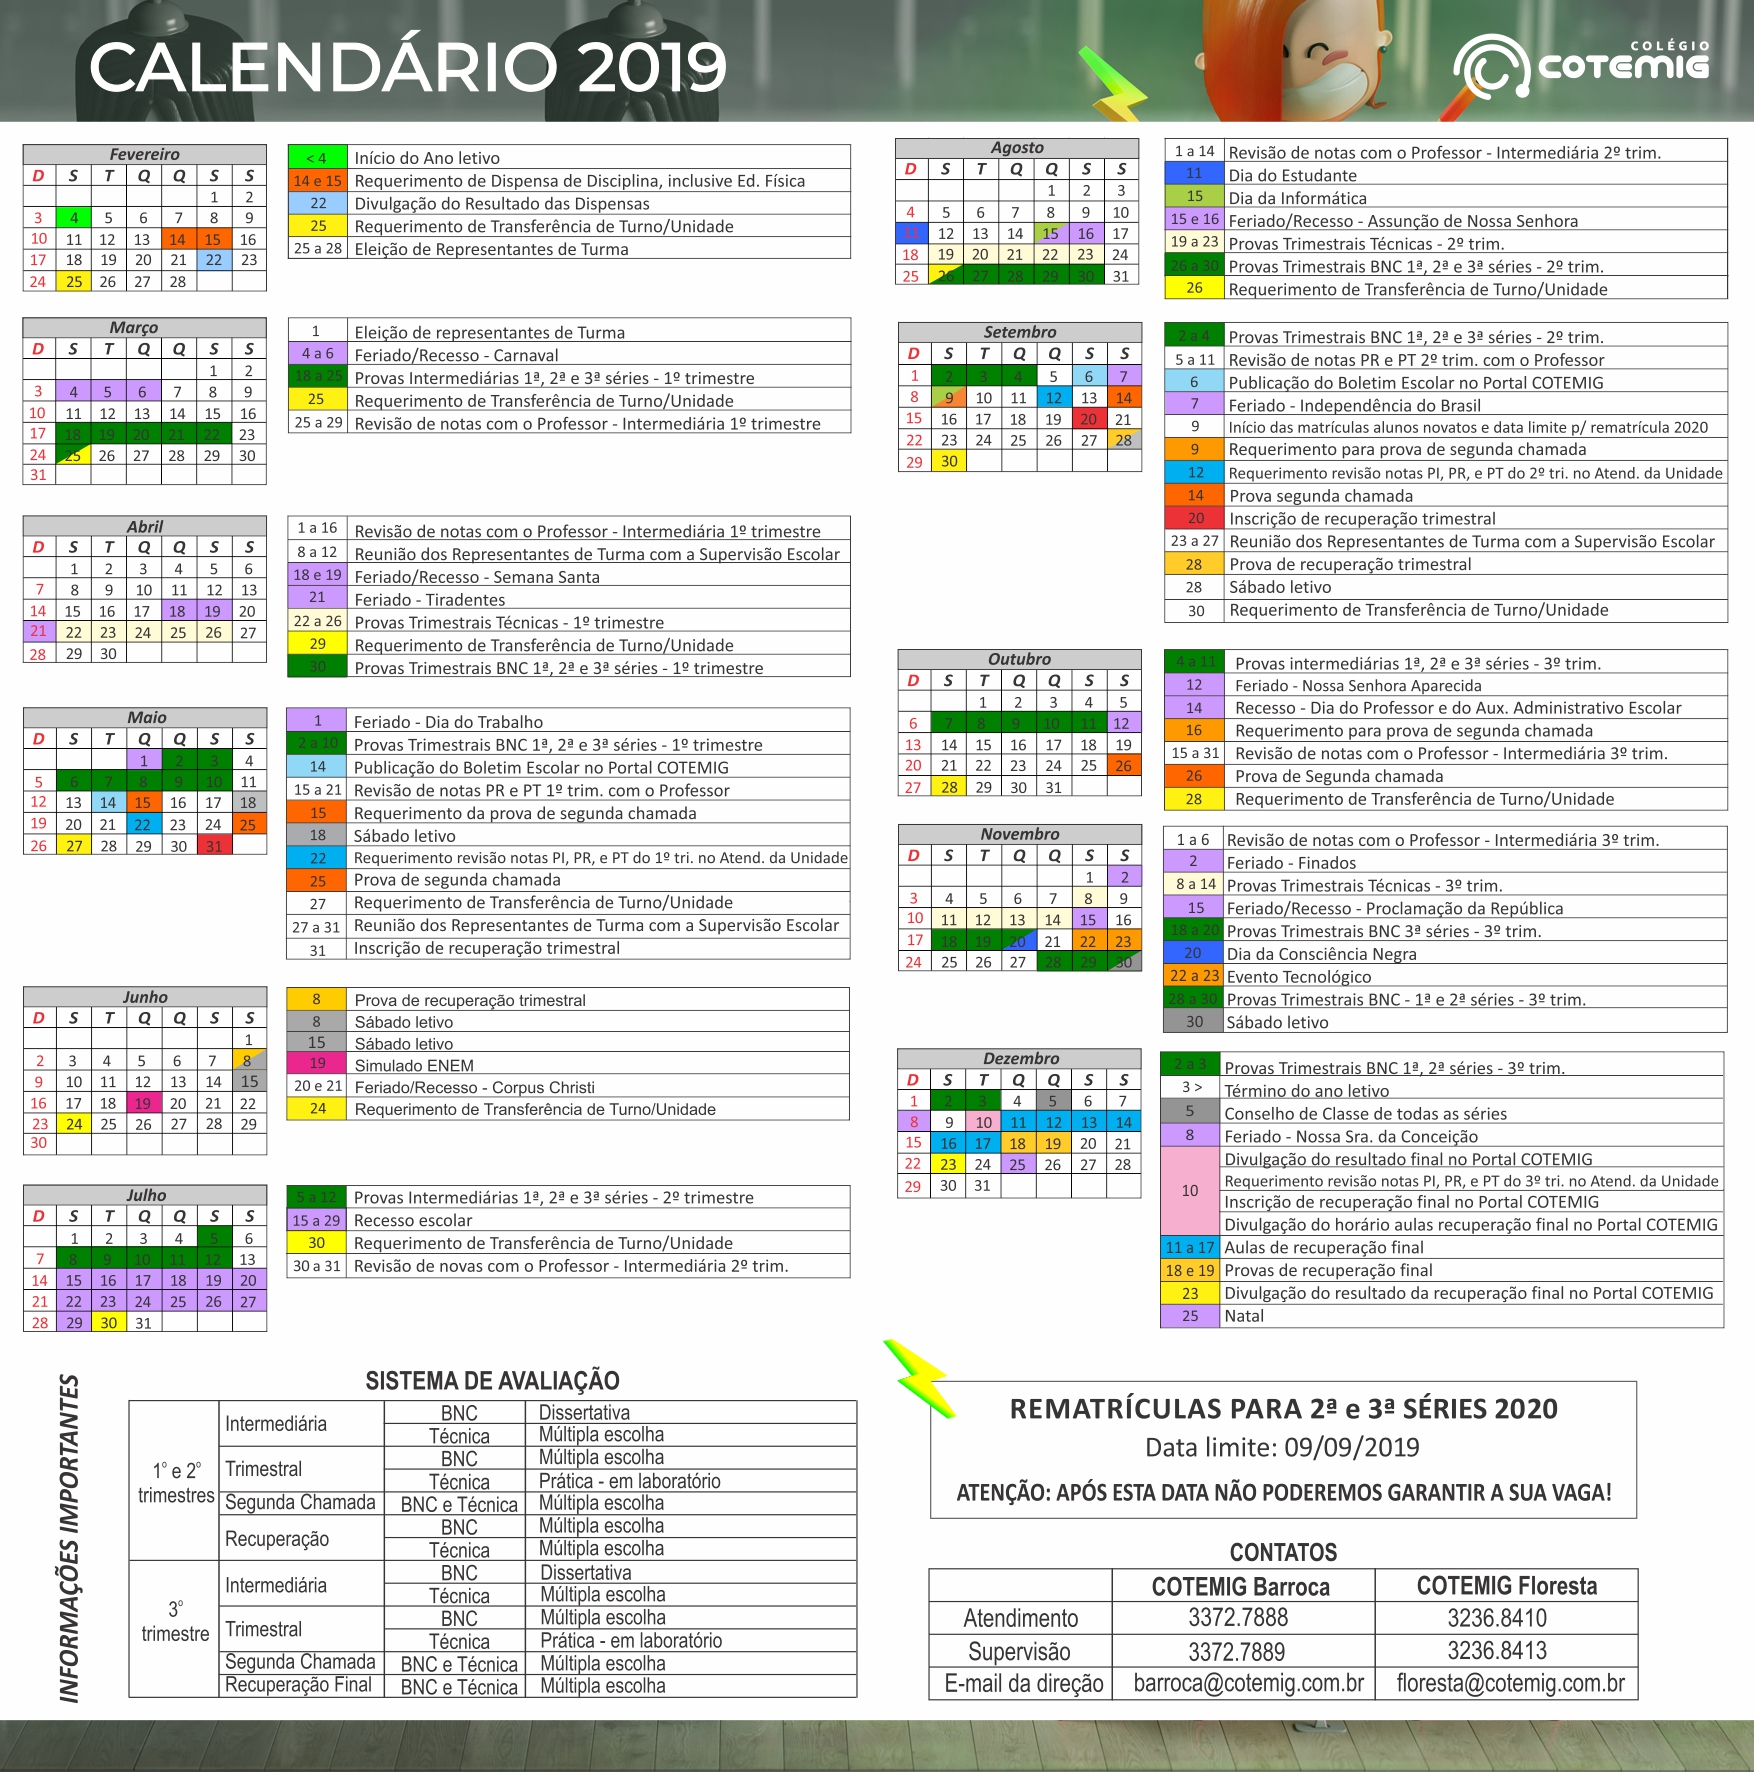 CALENDÁRIO 2019
COLÉGIO
COTEMIG
Fevereiro
D S T Q Q S S
1 2
3 4 5 6 7 8 9
10 11 12 13 14 15 16
17 18 19 20 21 22 23
24 25 26 27 28
< 4 Início do Ano letivo
14 e 15 Requerimento de Dispensa de Disciplina, inclusive Ed. Física
22 Divulgação do Resultado das Dispensas
25 Requerimento de Transferência de Turno/Unidade
25 a 28 Eleição de Representantes de Turma
Março
D S T Q Q S S
1 2
3 4 5 6 7 8 9
10 11 12 13 14 15 16
17 18 19 20 21 22 23
24 25 26 27 28 29 30
31
1 Eleição de representantes de Turma
4 a 6 Feriado/Recesso - Carnaval
18 a 25 Provas Intermediárias 1ª, 2ª e 3ª séries - 1º trimestre
25 Requerimento de Transferência de Turno/Unidade
25 a 29 Revisão de notas com o Professor - Intermediária 1º trimestre
Abril
D S T Q Q S S
1 2 3 4 5 6
7 8 9 10 11 12 13
14 15 16 17 18 19 20
21 22 23 24 25 26 27
28 29 30
1 a 16 Revisão de notas com o Professor - Intermediária 1º trimestre
8 a 12 Reunião dos Representantes de Turma com a Supervisão Escolar
18 e 19 Feriado/Recesso - Semana Santa
21 Feriado - Tiradentes
22 a 26 Provas Trimestrais Técnicas - 1º trimestre
29 Requerimento de Transferência de Turno/Unidade
30 Provas Trimestrais BNC 1ª, 2ª e 3ª séries - 1º trimestre
Maio
D S T Q Q S S
1 2 3 4
5 6 7 8 9 10 11
12 13 14 15 16 17 18
19 20 21 22 23 24 25
26 27 28 29 30 31
1 Feriado - Dia do Trabalho
2 a 10 Provas Trimestrais BNC 1ª, 2ª e 3ª séries - 1º trimestre
14 Publicação do Boletim Escolar no Portal COTEMIG
15 a 21 Revisão de notas PR e PT 1º trim. com o Professor
15 Requerimento da prova de segunda chamada
18 Sábado letivo
22 Requerimento revisão notas PI, PR, e PT do 1º tri. no Atend. da Unidade
25 Prova de segunda chamada
27 Requerimento de Transferência de Turno/Unidade
27 a 31 Reunião dos Representantes de Turma com a Supervisão Escolar
31 Inscrição de recuperação trimestral
Junho
D S T Q Q S S
1
2 3 4 5 6 7 8
9 10 11 12 13 14 15
16 17 18 19 20 21 22
23 24 25 26 27 28 29
30
8 Prova de recuperação trimestral
8 Sábado letivo
15 Sábado letivo
19 Simulado ENEM
20 e 21 Feriado/Recesso - Corpus Christi
24 Requerimento de Transferência de Turno/Unidade
Julho
D S T Q Q S S
1 2 3 4 5 6
7 8 9 10 11 12 13
14 15 16 17 18 19 20
21 22 23 24 25 26 27
28 29 30 31
5 a 12 Provas Intermediárias 1ª, 2ª e 3ª séries - 2º trimestre
15 a 29 Recesso escolar
30 Requerimento de Transferência de Turno/Unidade
30 a 31 Revisão de novas com o Professor - Intermediária 2º trim.
Agosto
D S T Q Q S S
1 2 3
4 5 6 7 8 9 10
11 12 13 14 15 16 17
18 19 20 21 22 23 24
25 26 27 28 29 30 31
1 a 14 Revisão de notas com o Professor - Intermediária 2º trim.
11 Dia do Estudante
15 Dia da Informática
15 e 16 Feriado/Recesso - Assunção de Nossa Senhora
19 a 23 Provas Trimestrais Técnicas - 2º trim.
26 a 30 Provas Trimestrais BNC 1ª, 2ª e 3ª séries - 2º trim.
26 Requerimento de Transferência de Turno/Unidade
Setembro
D S T Q Q S S
1 2 3 4 5 6 7
8 9 10 11 12 13 14
15 16 17 18 19 20 21
22 23 24 25 26 27 28
29 30
2 a 4 Provas Trimestrais BNC 1ª, 2ª e 3ª séries - 2º trim.
5 a 11 Revisão de notas PR e PT 2º trim. com o Professor
6 Publicação do Boletim Escolar no Portal COTEMIG
7 Feriado - Independência do Brasil
9 Início das matrículas alunos novatos e data limite p/ rematrícula 2020
9 Requerimento para prova de segunda chamada
12 Requerimento revisão notas PI, PR, e PT do 2º tri. no Atend. da Unidade
14 Prova segunda chamada
20 Inscrição de recuperação trimestral
23 a 27 Reunião dos Representantes de Turma com a Supervisão Escolar
28 Prova de recuperação trimestral
28 Sábado letivo
30 Requerimento de Transferência de Turno/Unidade
Outubro
D S T Q Q S S
1 2 3 4 5
6 7 8 9 10 11 12
13 14 15 16 17 18 19
20 21 22 23 24 25 26
27 28 29 30 31
4 a 11 Provas intermediárias 1ª, 2ª e 3ª séries - 3º trim.
12 Feriado - Nossa Senhora Aparecida
14 Recesso - Dia do Professor e do Aux. Administrativo Escolar
16 Requerimento para prova de segunda chamada
15 a 31 Revisão de notas com o Professor - Intermediária 3º trim.
26 Prova de Segunda chamada
28 Requerimento de Transferência de Turno/Unidade
Novembro
D S T Q Q S S
1 2
3 4 5 6 7 8 9
10 11 12 13 14 15 16
17 18 19 20 21 22 23
24 25 26 27 28 29 30
1 a 6 Revisão de notas com o Professor - Intermediária 3º trim.
2 Feriado - Finados
8 a 14 Provas Trimestrais Técnicas - 3º trim.
15 Feriado/Recesso - Proclamação da República
18 a 20 Provas Trimestrais BNC 3ª séries - 3º trim.
20 Dia da Consciência Negra
22 a 23 Evento Tecnológico
28 a 30 Provas Trimestrais BNC - 1ª e 2ª séries - 3º trim.
30 Sábado letivo
Dezembro
D S T Q Q S S
1 2 3 4 5 6 7
8 9 10 11 12 13 14
15 16 17 18 19 20 21
22 23 24 25 26 27 28
29 30 31
2 a 3 Provas Trimestrais BNC 1ª, 2ª séries - 3º trim.
3 > Término do ano letivo
5 Conselho de Classe de todas as séries
8 Feriado - Nossa Sra. da Conceição
10 Divulgação do resultado final no Portal COTEMIG
Requerimento revisão notas PI, PR, e PT do 3º tri. no Atend. da Unidade
Inscrição de recuperação final no Portal COTEMIG
Divulgação do horário aulas recuperação final no Portal COTEMIG
11 a 17 Aulas de recuperação final
18 e 19 Provas de recuperação final
23 Divulgação do resultado da recuperação final no Portal COTEMIG
25 Natal
INFORMAÇÕES IMPORTANTES
SISTEMA DE AVALIAÇÃO
1º e 2º trimestres
Intermediária BNC Dissertativa
Técnica Múltipla escolha
Trimestral BNC Múltipla escolha
Técnica Prática - em laboratório
Segunda Chamada BNC e Técnica Múltipla escolha
Recuperação BNC Múltipla escolha
Técnica Múltipla escolha
3º trimestre
Intermediária BNC Dissertativa
Técnica Múltipla escolha
Trimestral BNC Múltipla escolha
Técnica Prática - em laboratório
Segunda Chamada BNC e Técnica Múltipla escolha
Recuperação Final BNC e Técnica Múltipla escolha
REMATRÍCULAS PARA 2ª e 3ª SÉRIES 2020
Data limite: 09/09/2019
ATENÇÃO: APÓS ESTA DATA NÃO PODEREMOS GARANTIR A SUA VAGA!
CONTATOS
COTEMIG Barroca COTEMIG Floresta
Atendimento 3372.7888 3236.8410
Supervisão 3372.7889 3236.8413
E-mail da direção barroca@cotemig.com.br floresta@cotemig.com.br